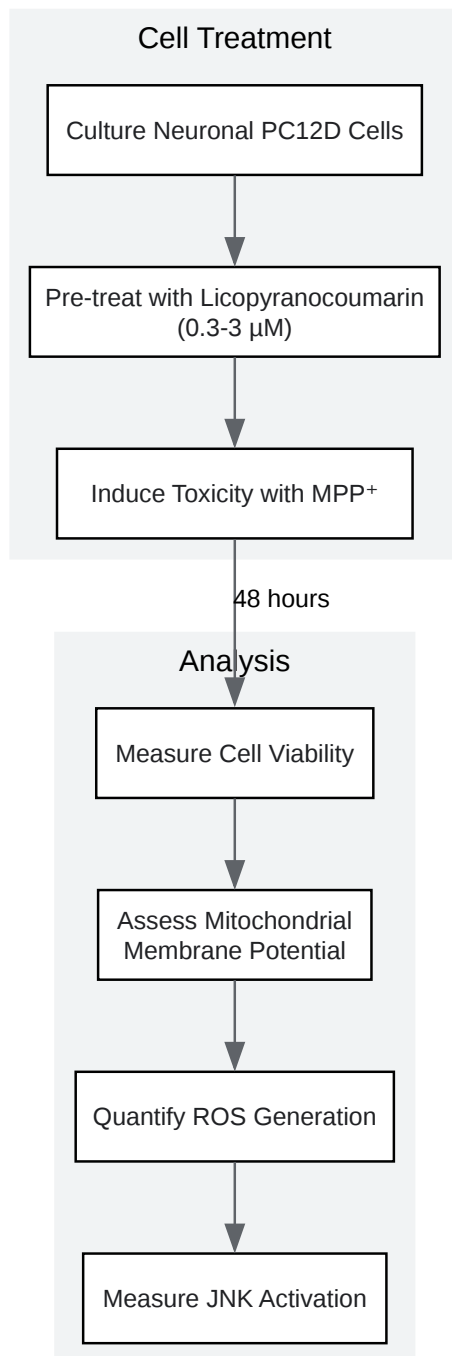 Cell Treatment
Culture Neuronal PC12D Cells
Pre-treat with Licopyranocoumarin
(0.3-3 µM)
Induce Toxicity with MPP⁺
48 hours
Analysis
Measure Cell Viability
Assess Mitochondrial
Membrane Potential
Quantify ROS Generation
Measure JNK Activation